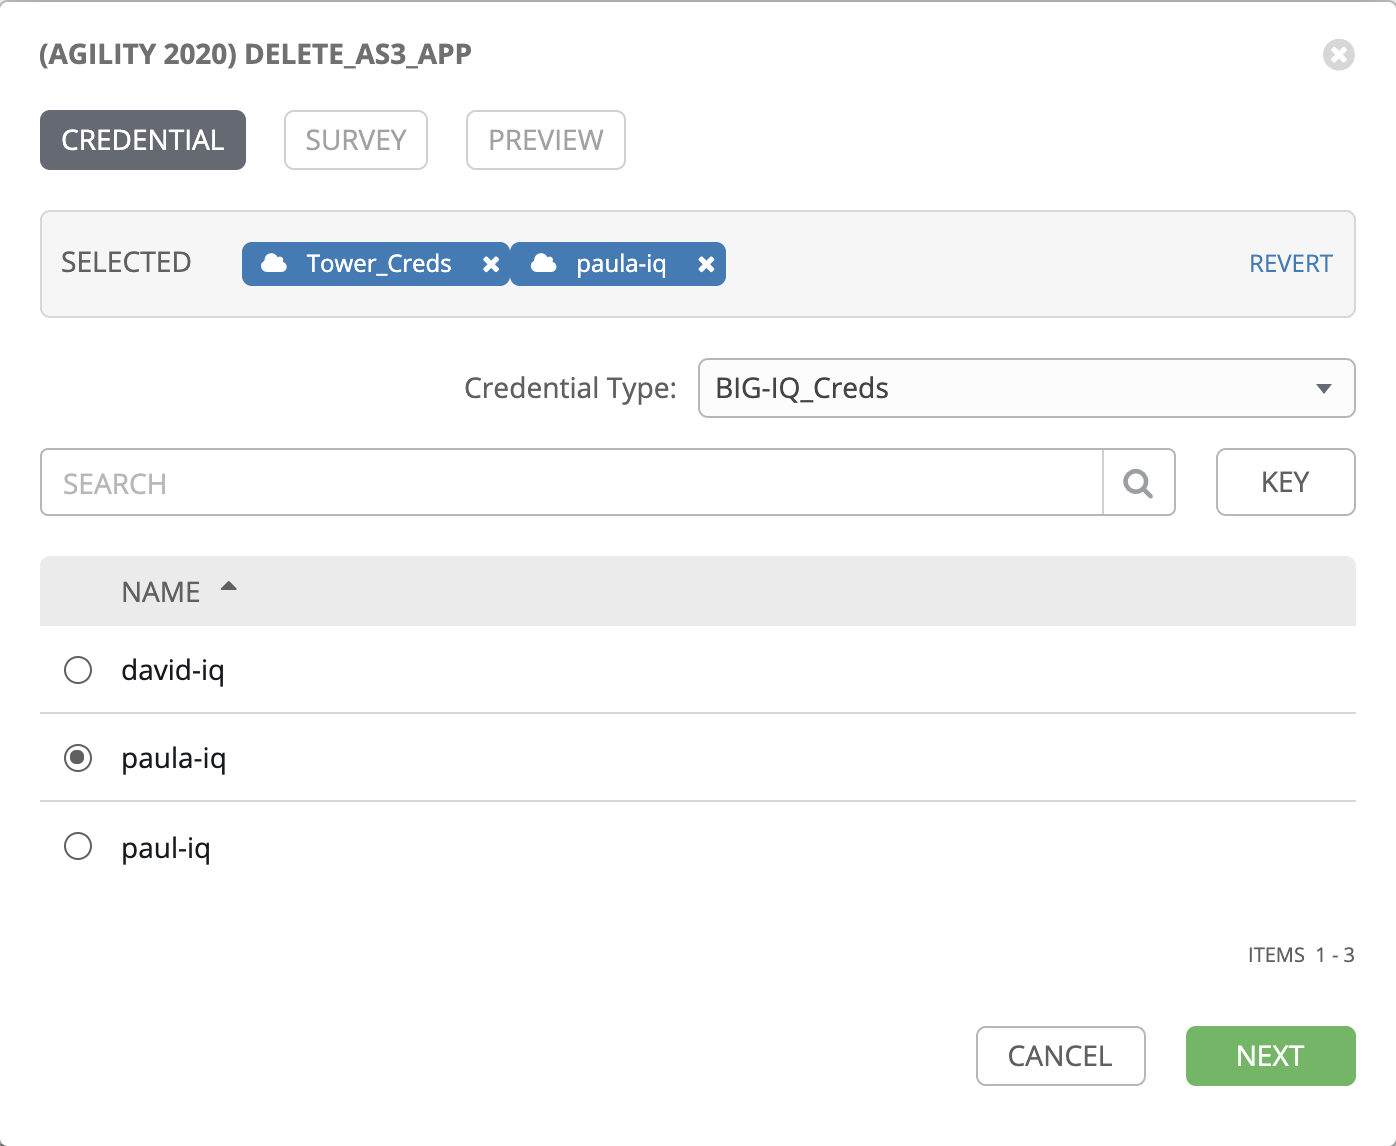 (AGILITY 2020) DELETE_AS3_APP
CREDENTIAL SURVEY PREVIEW
SELECTED Tower_Creds paula-iq REVERT
Credential Type: BIG-IQ_Creds
SEARCH KEY
NAME
david-iq
paula-iq
paul-iq
ITEMS 1 - 3
CANCEL NEXT